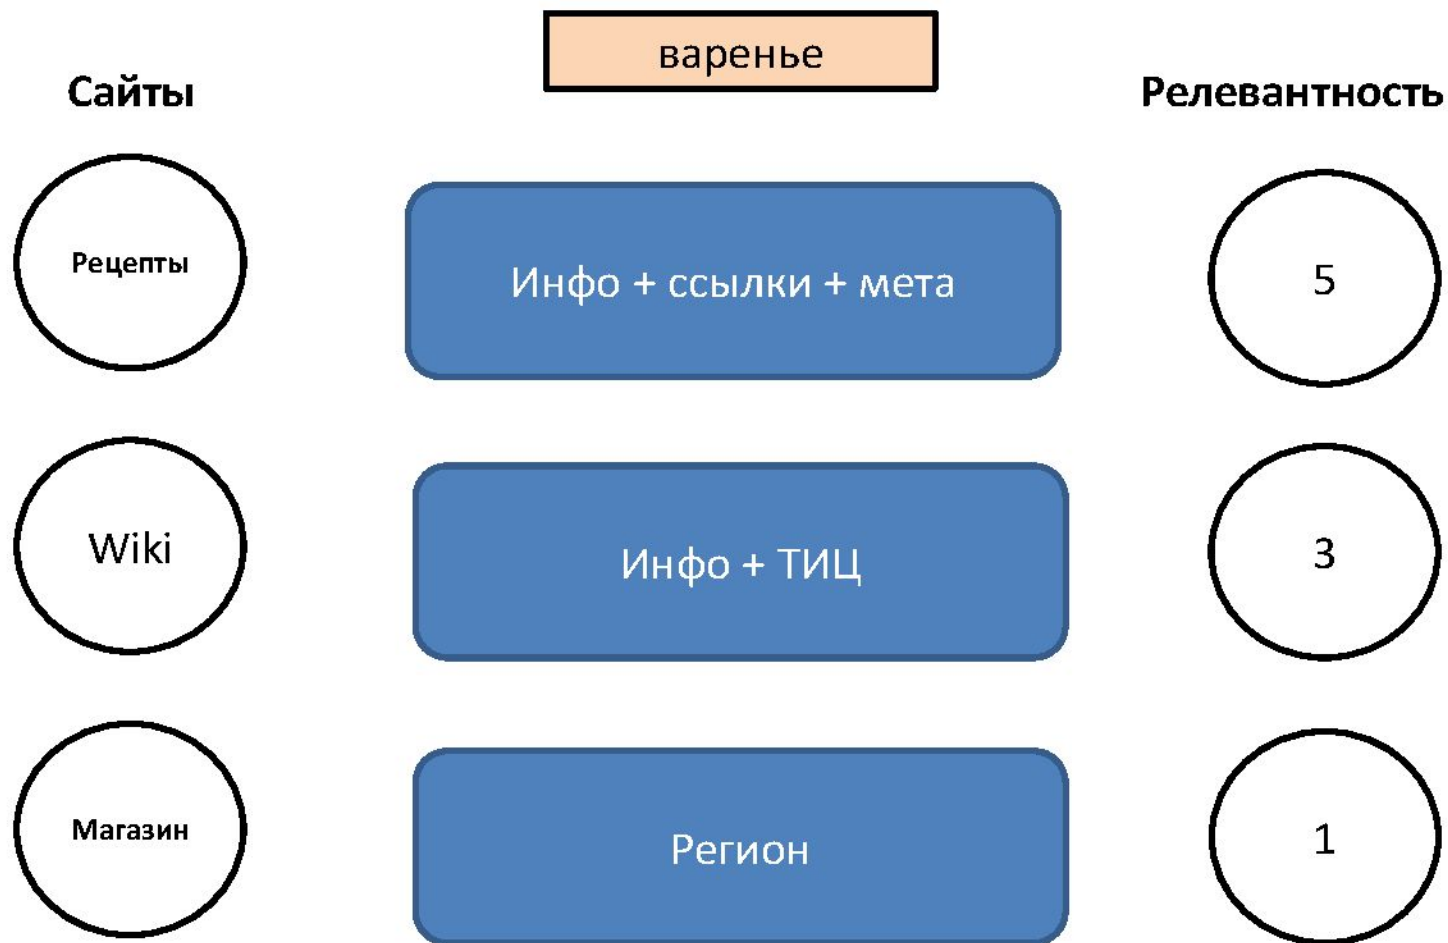 варенье
Сайты
Релевантность
Рецепты
Инфо + ссылки + мета
5
Wiki
Инфо + ТИЦ
3
Магазин
Регион
1